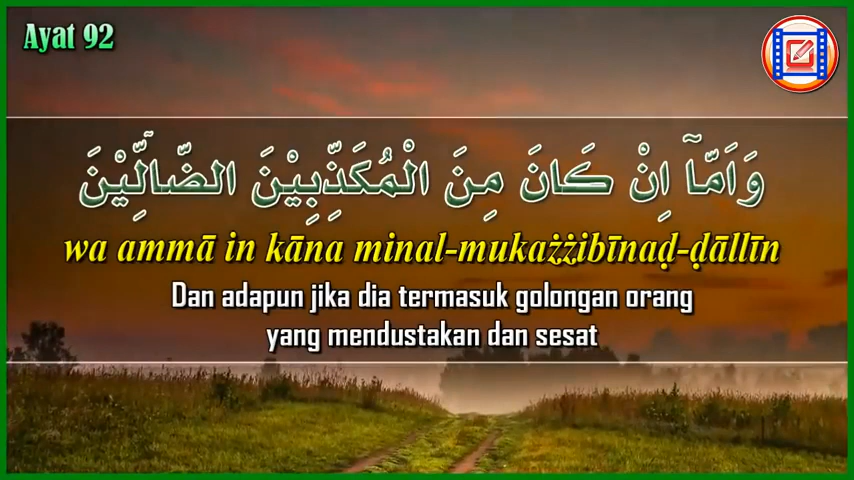 Ayat 92
وَاَمَّآ اِنْ كَانَ مِنَ الْمُكَذِّبِيْنَ الضَّاۤلِّيْنَ
wa ammā in kāna minal-mukażżibīnaḍ-ḍāllīn
Dan adapun jika dia termasuk golongan orang
yang mendustakan dan sesat